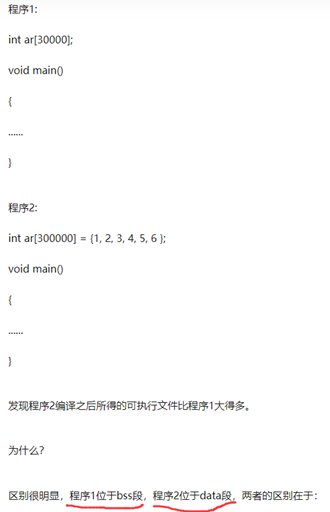 程序1:
int ar[30000];
void main()
{
......
}
程序2:
int ar[300000] = {1, 2, 3, 4, 5, 6 };
void main()
{
......
}
发现程序2编译之后所得的可执行文件比程序1大得多。
为什么?
区别很明显，程序1位于bss段，程序2位于data段，两者的区别在于：